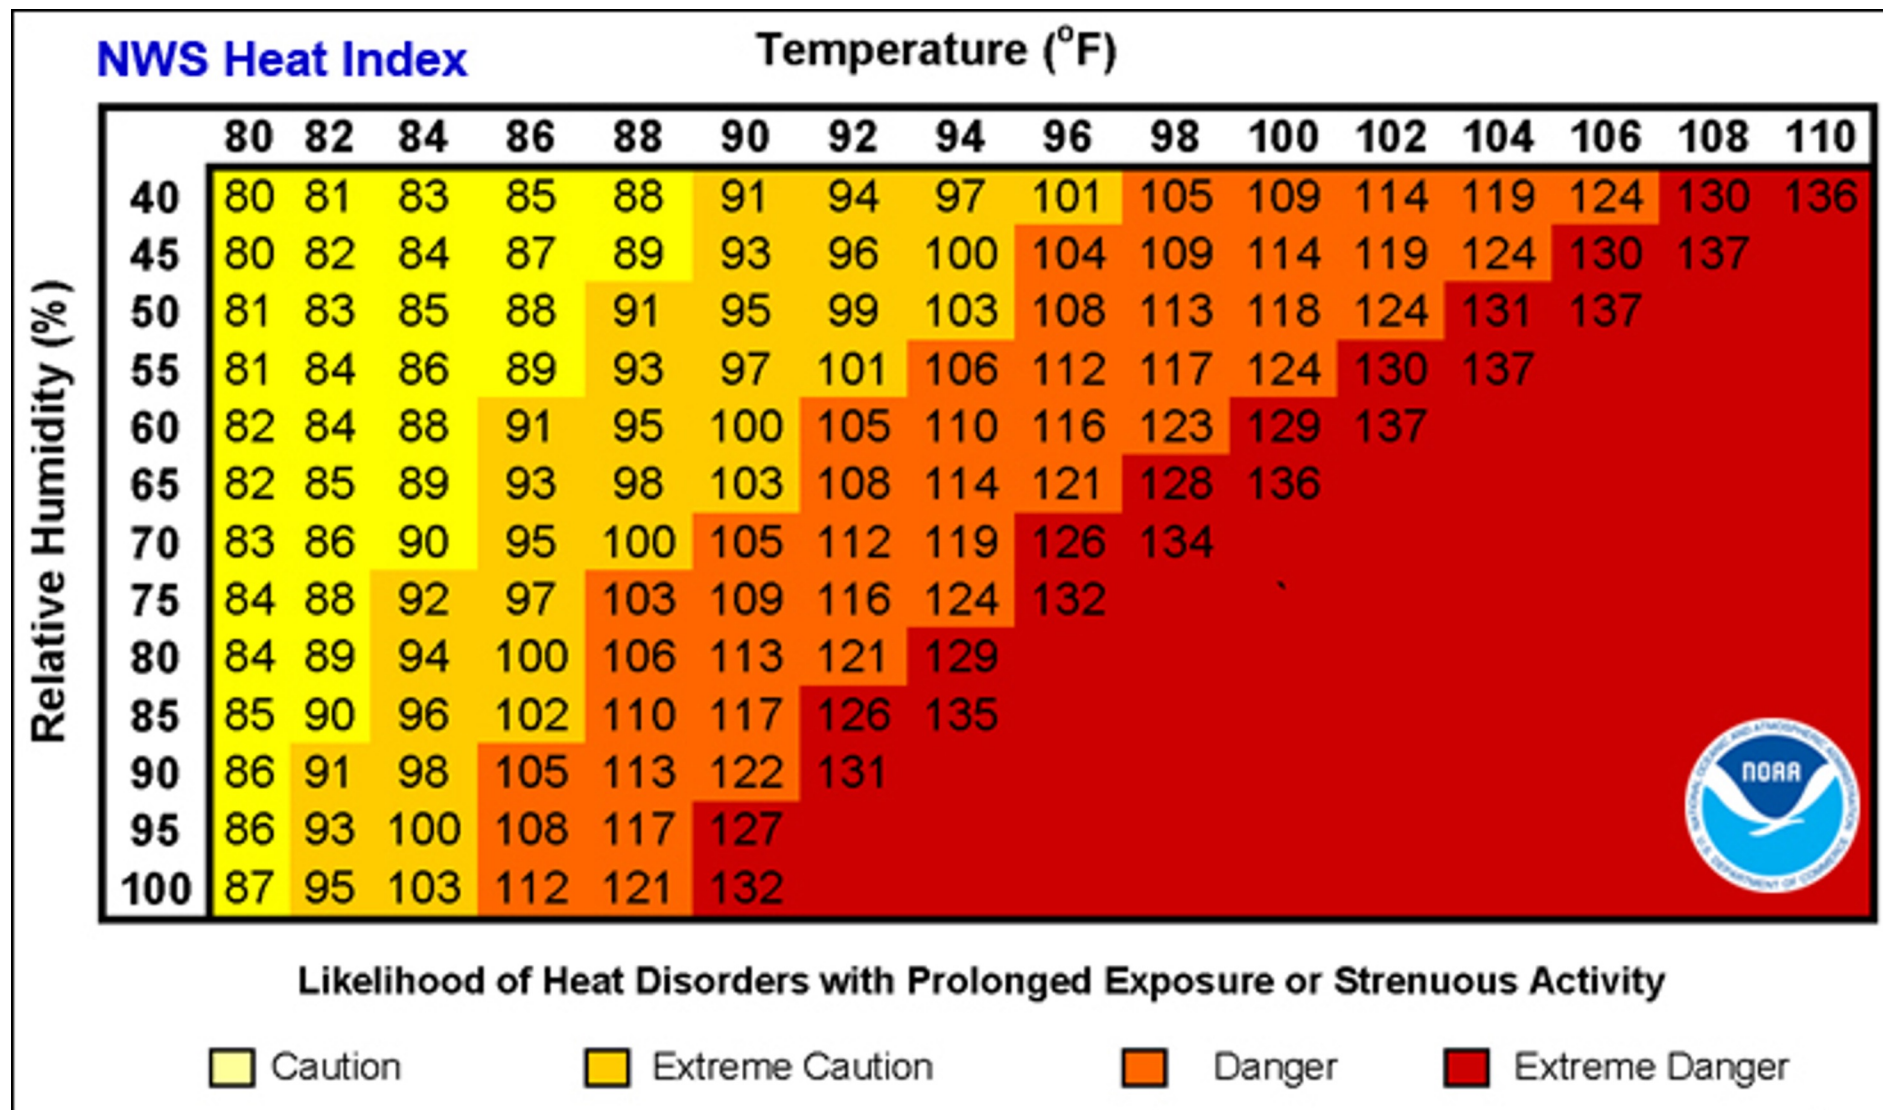 NWS Heat Index
Temperature (°F)
80 82 84 86 88 90 92 94 96 98 100 102 104 106 108 110
Relative Humidity (%)
40 80 81 83 85 88 91 94 97 101 105 109 114 119 124 130 136
45 80 82 84 87 89 93 96 100 104 109 114 119 124 130 137
50 81 83 85 88 91 95 99 103 108 113 118 124 131 137
55 81 84 86 89 93 97 101 106 112 117 124 130 137
60 82 84 88 91 95 100 105 110 116 123 129 137
65 82 85 89 93 98 103 108 114 121 128 136
70 83 86 90 95 100 105 112 119 126 134
75 84 88 92 97 103 109 116 124 132
80 84 89 94 100 106 113 121 129
85 85 90 96 102 110 117 126 135
90 86 91 98 105 113 122 131
95 86 93 100 108 117 127
100 87 95 103 112 121 132
NATIONAL OCEANIC AND ATMOSPHERIC ADMINISTRATION
NOAA
U.S. DEPARTMENT OF COMMERCE
Likelihood of Heat Disorders with Prolonged Exposure or Strenuous Activity
Caution
Extreme Caution
Danger
Extreme Danger